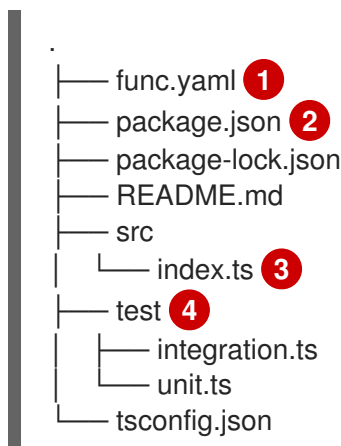 .
├── func.yaml 1
├── package.json 2
├── package-lock.json
├── README.md
├── src
│   └── index.ts 3
├── test 4
│   ├── integration.ts
│   └── unit.ts
└── tsconfig.json